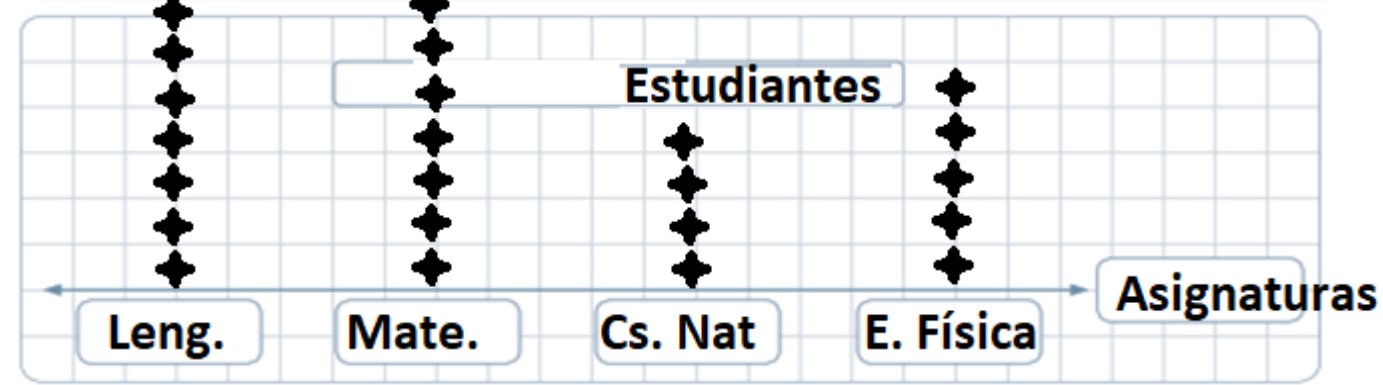 Estudiantes
Asignaturas
Leng.
Mate.
Cs. Nat
E. Física